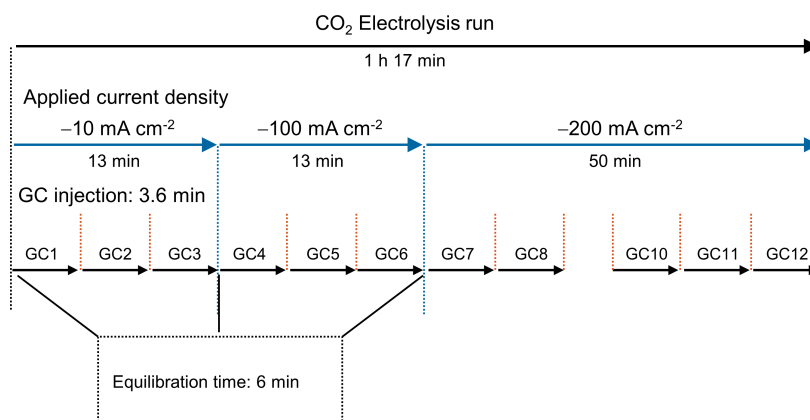 CO₂ Electrolysis run
1 h 17 min
Applied current density
−10 mA cm⁻² −100 mA cm⁻² −200 mA cm⁻²
13 min 13 min 50 min
GC injection: 3.6 min
GC1 GC2 GC3 GC4 GC5 GC6 GC7 GC8 GC10 GC11 GC12
Equilibration time: 6 min